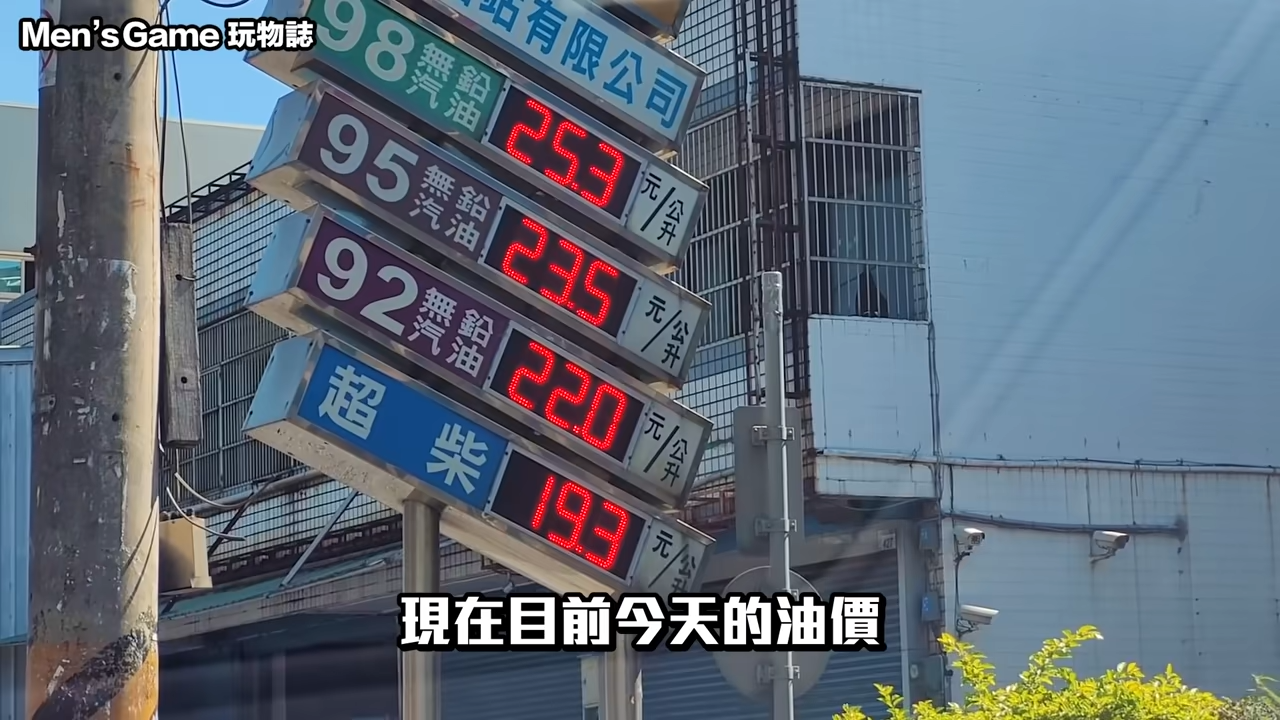 Men's Game 玩物誌
站有限公司
98 無鉛汽油 25.3 元/公升
95 無鉛汽油 23.5 元/公升
92 無鉛汽油 22.0 元/公升
超柴 19.3 元/公升
現在目前今天的油價